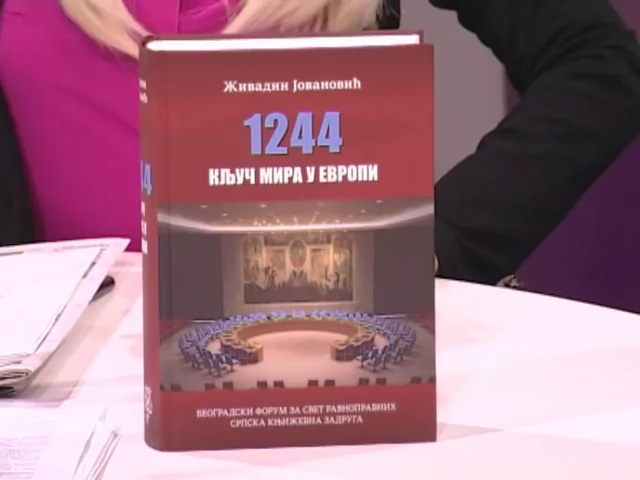 Живадин Јовановић
1244
КЉУЧ МИРА У ЕВРОПИ
БЕОГРАДСКИ ФОРУМ ЗА СВЕТ РАВНОПРАВНИХ
СРПСКА КЊИЖЕВНА ЗАДРУГА